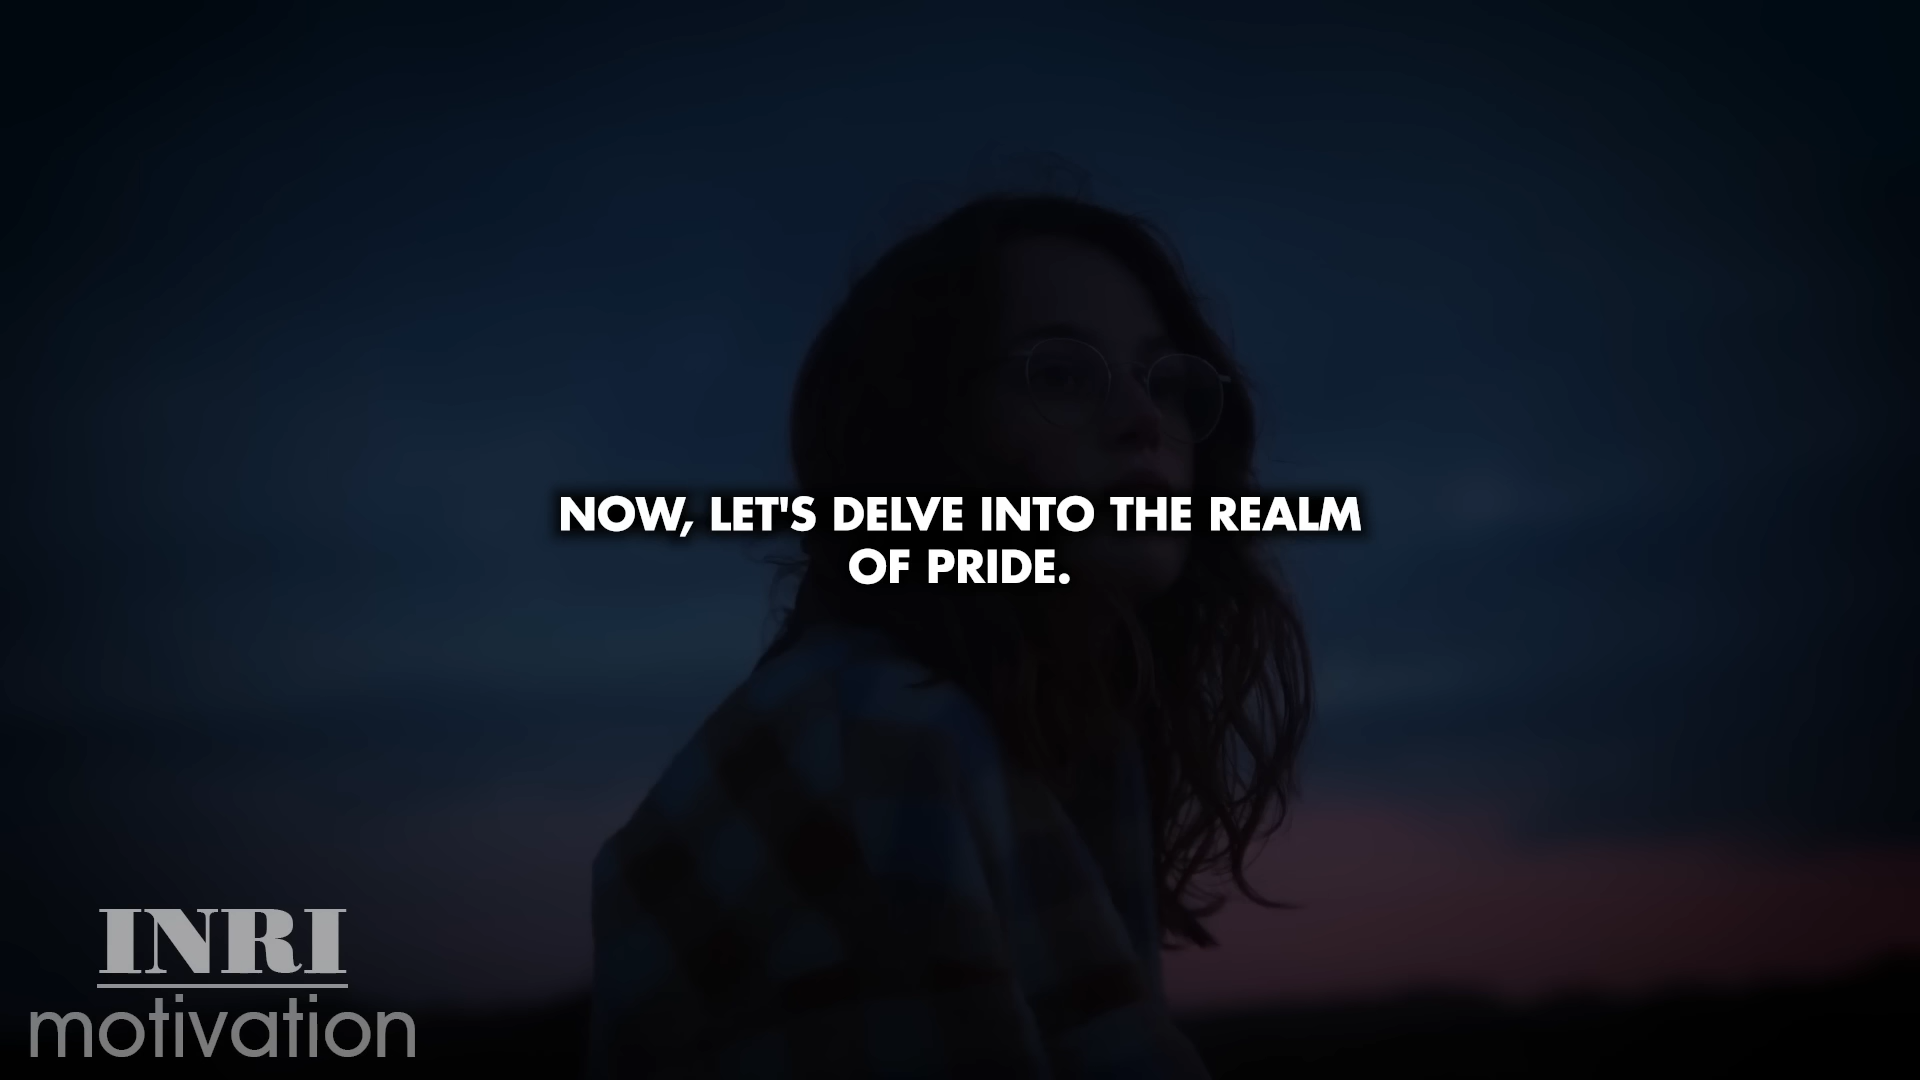 NOW, LET'S DELVE INTO THE REALM
OF PRIDE.
INRI
motivation